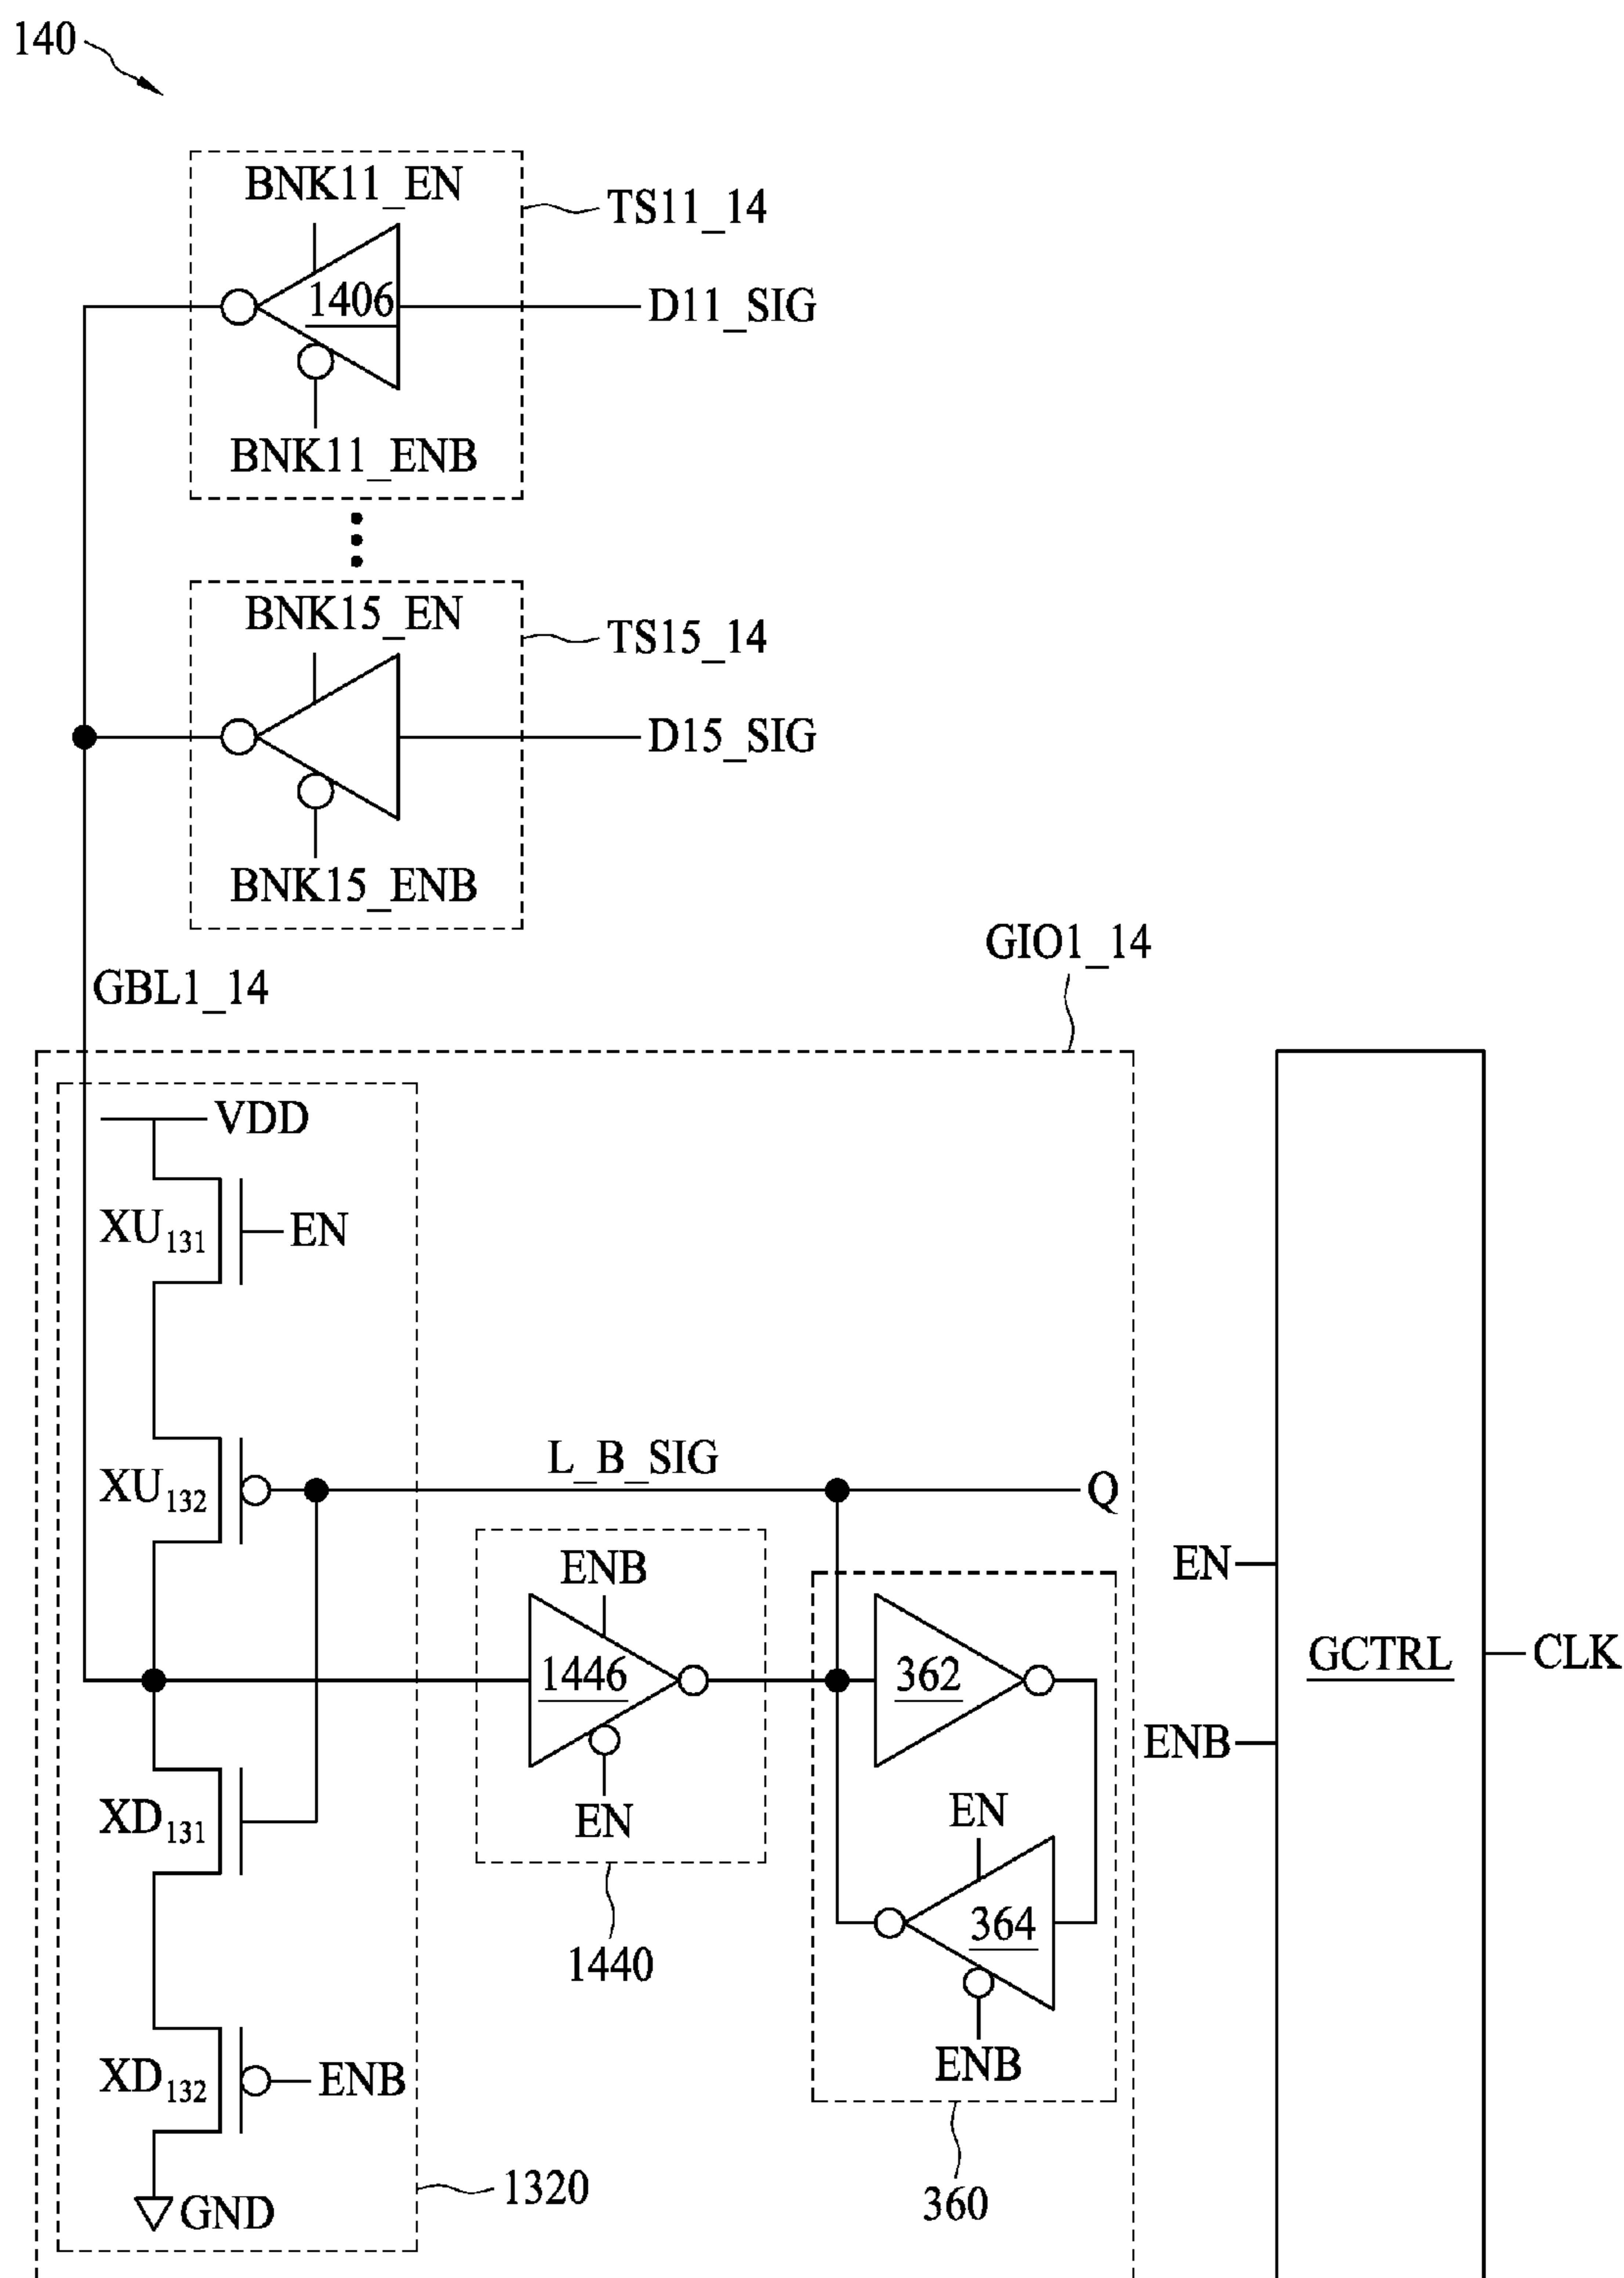 140
BNK11_EN
TS11_14
1406
D11_SIG
BNK11_ENB
BNK15_EN
TS15_14
D15_SIG
BNK15_ENB
GIO1_14
GBL1_14
VDD
XU131
EN
L_B_SIG
XU132
Q
ENB
EN
1446
362
GCTRL
CLK
ENB
XD131
EN
EN
364
1440
ENB
XD132
ENB
1320
360
GND